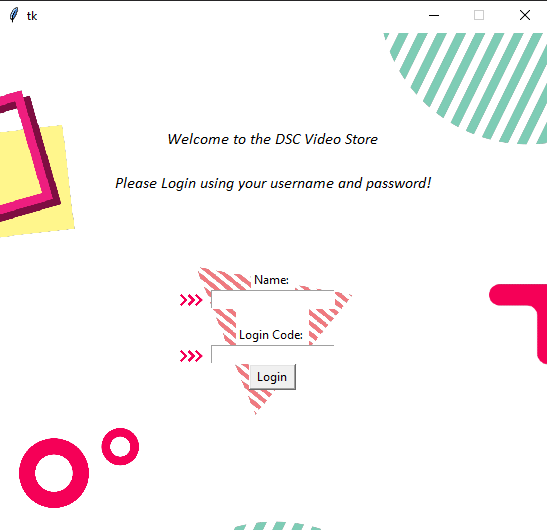 tk
Welcome to the DSC Video Store
Please Login using your username and password!
Name:
Login Code:
Login